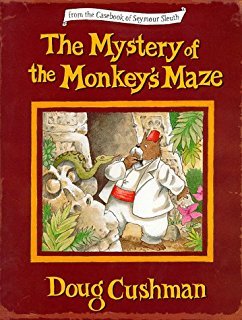 from the Casebook of Seymour Sleuth
The Mystery of
the Monkey's Maze
Doug Cushman